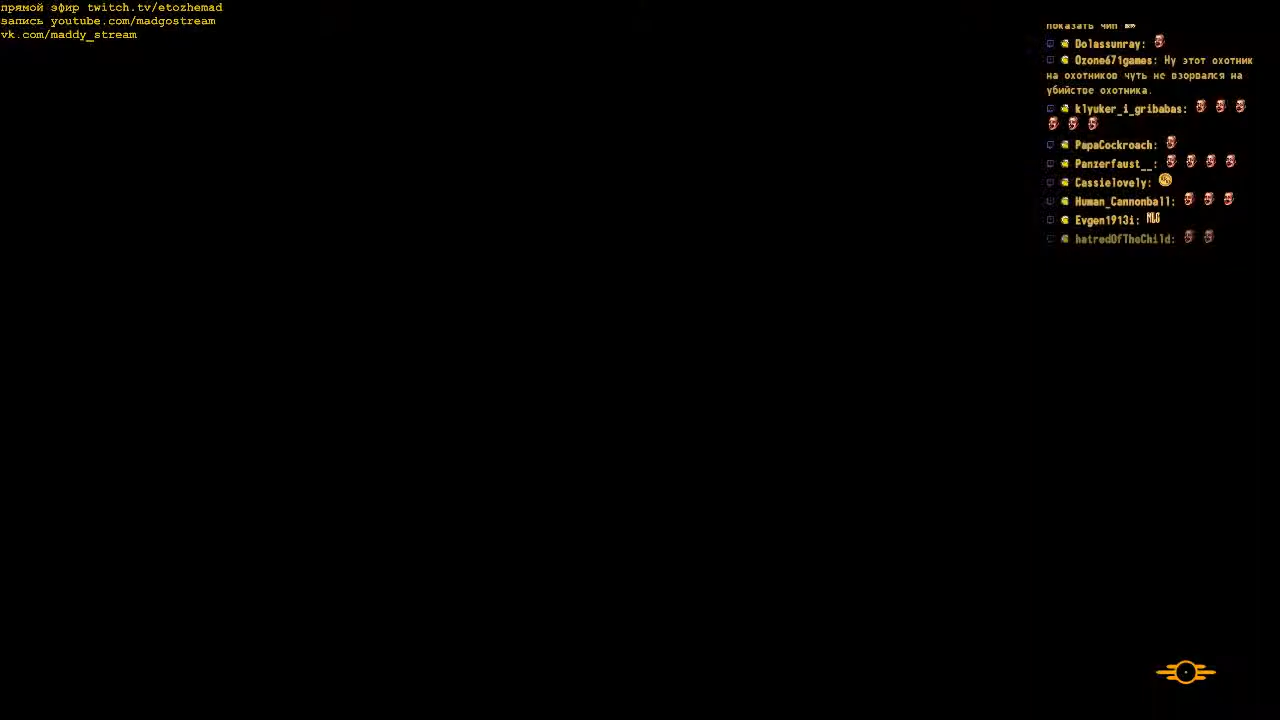 прямой эфир twitch.tv/etozhemad
запись youtube.com/madgostream
vk.com/maddy_stream
показать чип
Dolassunray:
Ozone671games: Ну этот охотник
на охотников чуть не взорвался на
убийстве охотника.
klyuker_i_gribabas:
PapaCockroach:
Panzerfaust__:
Cassielovely:
Human_Cannonball:
Evgen1913i: MLG
hatredOfTheChild: